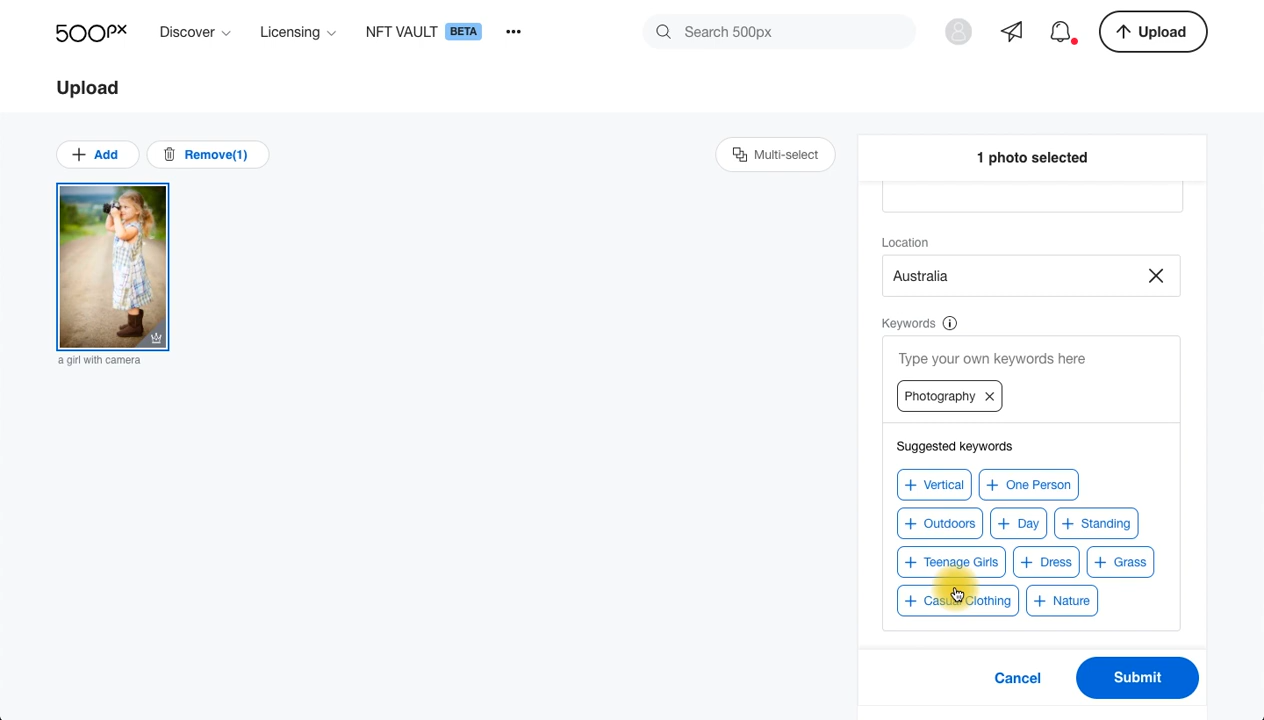 500px Discover Licensing NFT VAULT BETA ••• Search 500px Upload
Upload
Add Remove(1) Multi-select
a girl with camera
1 photo selected
Location
Australia
Keywords
Type your own keywords here
Photography
Suggested keywords
+ Vertical + One Person
+ Outdoors + Day + Standing
+ Teenage Girls + Dress + Grass
+ Casual Clothing + Nature
Cancel Submit